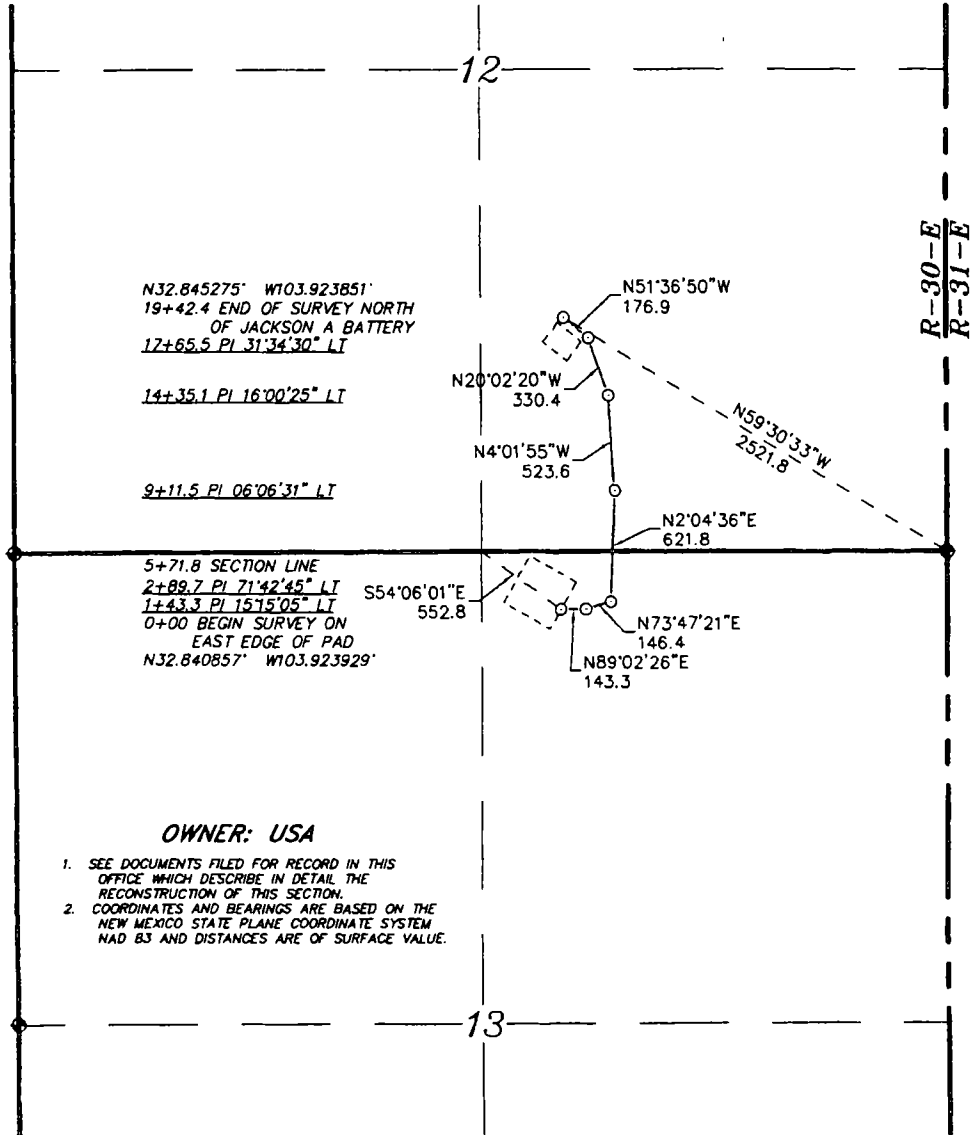 12
R-30-E
R-31-E
N32.845275° W103.923851°
19+42.4 END OF SURVEY NORTH
OF JACKSON A BATTERY
17+65.5 PI 31°34'30" LT
14+35.1 PI 16°00'25" LT
9+11.5 PI 06°06'31" LT
N51°36'50"W
176.9
N20°02'20"W
330.4
N59°30'33"W
2521.8
N4°01'55"W
523.6
N2°04'36"E
621.8
5+71.8 SECTION LINE
2+89.7 PI 71°42'45" LT
1+43.3 PI 15°15'05" LT
0+00 BEGIN SURVEY ON
EAST EDGE OF PAD
N32.840857° W103.923929°
S54°06'01"E
552.8
N73°47'21"E
146.4
N89°02'26"E
143.3
OWNER: USA
1. SEE DOCUMENTS FILED FOR RECORD IN THIS
OFFICE WHICH DESCRIBE IN DETAIL THE
RECONSTRUCTION OF THIS SECTION.
2. COORDINATES AND BEARINGS ARE BASED ON THE
NEW MEXICO STATE PLANE COORDINATE SYSTEM
NAD 83 AND DISTANCES ARE OF SURFACE VALUE.
13